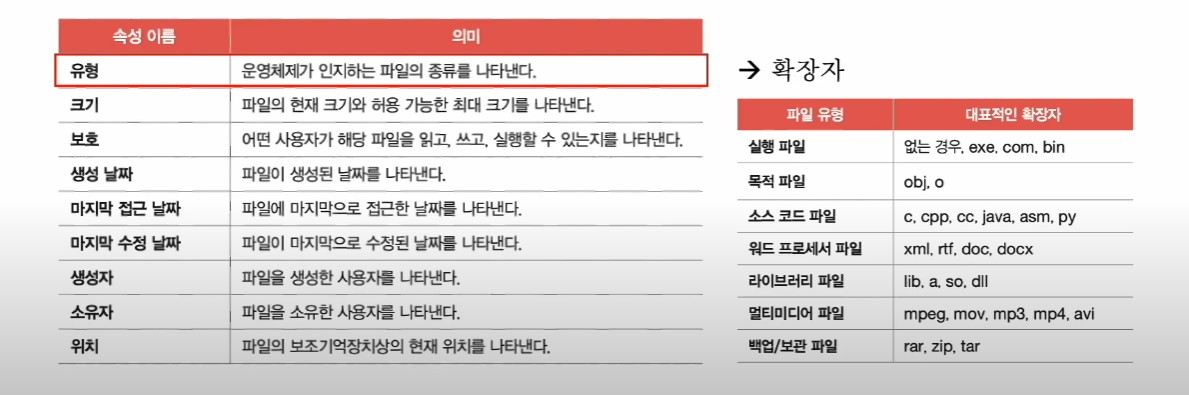 속성 이름 의미
유형 운영체제가 인지하는 파일의 종류를 나타낸다.
크기 파일의 현재 크기와 허용 가능한 최대 크기를 나타낸다.
보호 어떤 사용자가 해당 파일을 읽고, 쓰고, 실행할 수 있는지를 나타낸다.
생성 날짜 파일이 생성된 날짜를 나타낸다.
마지막 접근 날짜 파일에 마지막으로 접근한 날짜를 나타낸다.
마지막 수정 날짜 파일이 마지막으로 수정된 날짜를 나타낸다.
생성자 파일을 생성한 사용자를 나타낸다.
소유자 파일을 소유한 사용자를 나타낸다.
위치 파일의 보조기억장치상의 현재 위치를 나타낸다.
→ 확장자
파일 유형 대표적인 확장자
실행 파일 없는 경우, exe, com, bin
목적 파일 obj, o
소스 코드 파일 c, cpp, cc, java, asm, py
워드 프로세서 파일 xml, rtf, doc, docx
라이브러리 파일 lib, a, so, dll
멀티미디어 파일 mpeg, mov, mp3, mp4, avi
백업/보관 파일 rar, zip, tar